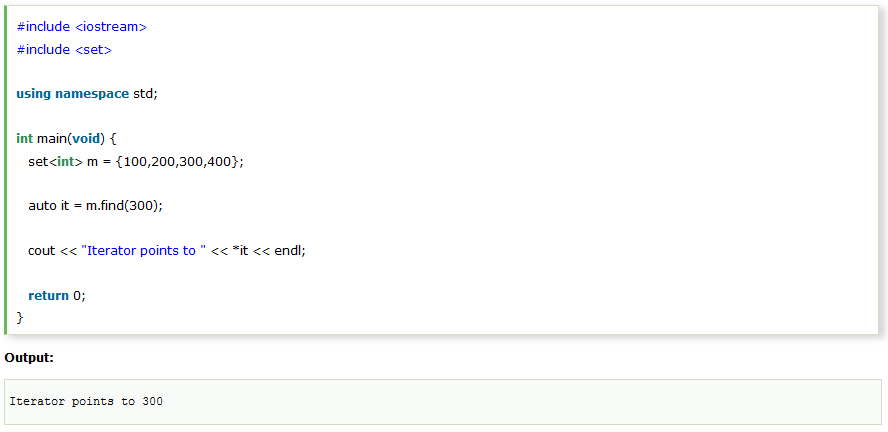 #include <iostream>
#include <set>
using namespace std;
int main(void) {
set<int> m = {100,200,300,400};
auto it = m.find(300);
cout << "Iterator points to " << *it << endl;
return 0;
}
Output:
Iterator points to 300